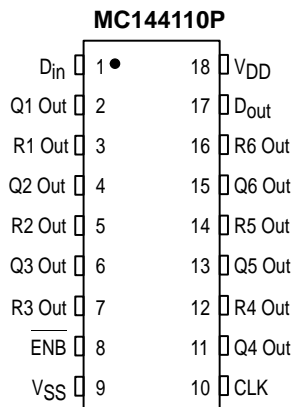 MC144110P
Din 1 18 VDD
Q1 Out 2 17 Dout
R1 Out 3 16 R6 Out
Q2 Out 4 15 Q6 Out
R2 Out 5 14 R5 Out
Q3 Out 6 13 Q5 Out
R3 Out 7 12 R4 Out
ENB 8 11 Q4 Out
VSS 9 10 CLK